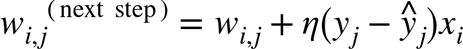 w_{i,j}^{(next step)} = w_{i,j} + η(y_j − ŷ_j)x_i